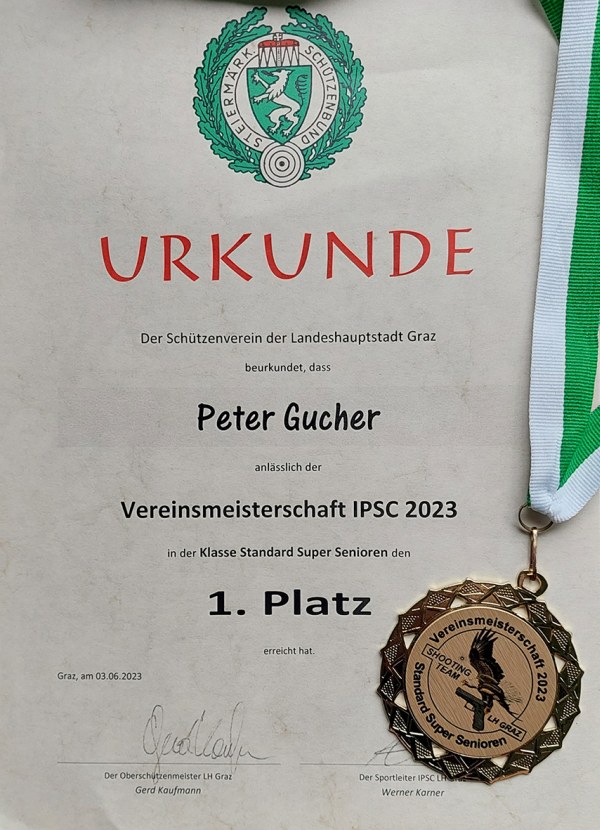 STEIERMÄRK. SCHÜTZENBUND
URKUNDE
Der Schützenverein der Landeshauptstadt Graz
beurkundet, dass
Peter Gucher
anlässlich der
Vereinsmeisterschaft IPSC 2023
in der Klasse Standard Super Senioren den
1. Platz
erreicht hat.
Graz, am 03.06.2023
Der Oberschützenmeister LH Graz
Gerd Kaufmann
Der Sportleiter IPSC LH Graz
Werner Karner
Vereinsmeisterschaft 2023
SHOOTING
TEAM
LH GRAZ
Standard Super Senioren